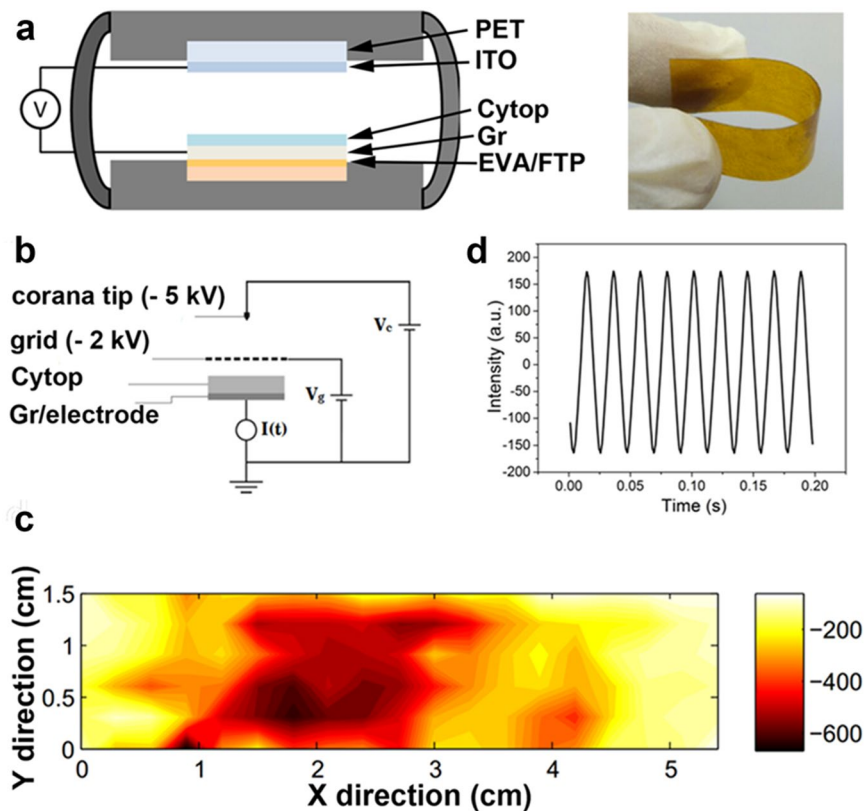 a
PET
ITO
V
Cytop
Gr
EVA/FTP
b
corana tip (- 5 kV)
grid (- 2 kV)
Cytop
Gr/electrode
Vc
Vg
I(t)
d
Intensity (a.u.)
200
150
100
50
0
-50
-100
-150
-200
0.00 0.05 0.10 0.15 0.20
Time (s)
c
Y direction (cm)
1.5
1
0.5
0
0 1 2 3 4 5
X direction (cm)
−200
−400
−600